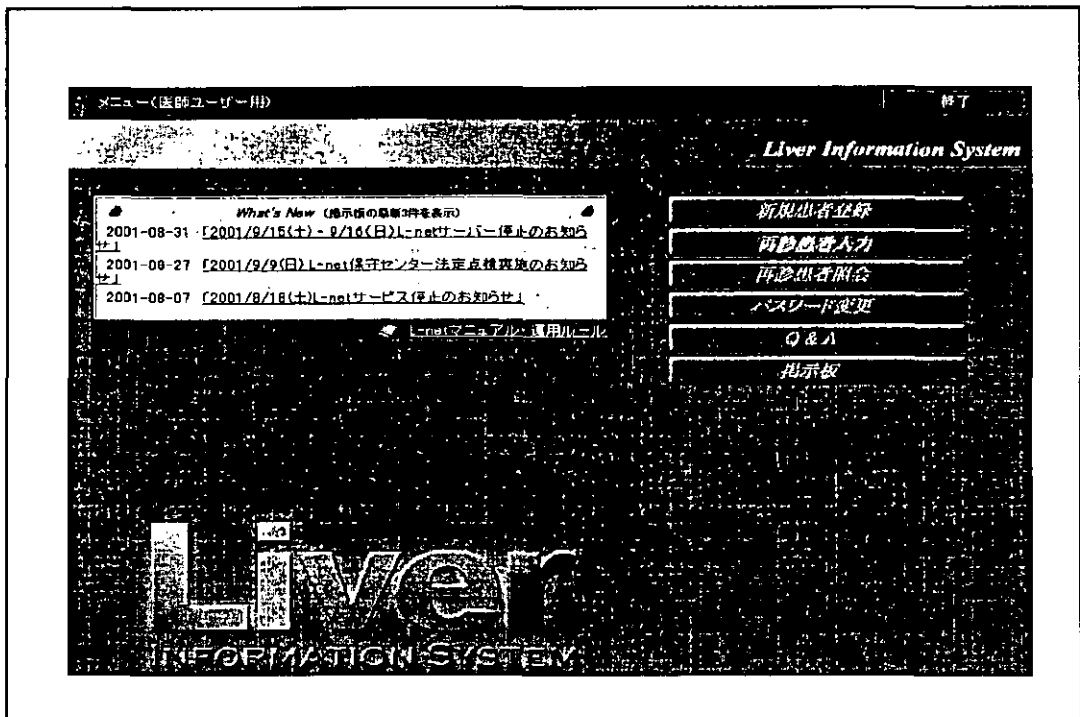 メニュー(医師ユーザー用)
終了
Liver Information System
What's New (掲示板の最新3件を表示)
2001-08-31 「2001/9/15(土)-9/16(日)L-netサーバー停止のお知ら
せ」
2001-08-27 「2001/9/9(日)L-net保守センター法定点検実施のお知ら
せ」
2001-08-07 「2001/8/18(土)L-netサービス停止のお知らせ」
L-netマニュアル・運用ルール
新規患者登録
再診患者入力
再診患者照会
パスワード変更
Q & A
掲示板
Liver
INFORMATION SYSTEM